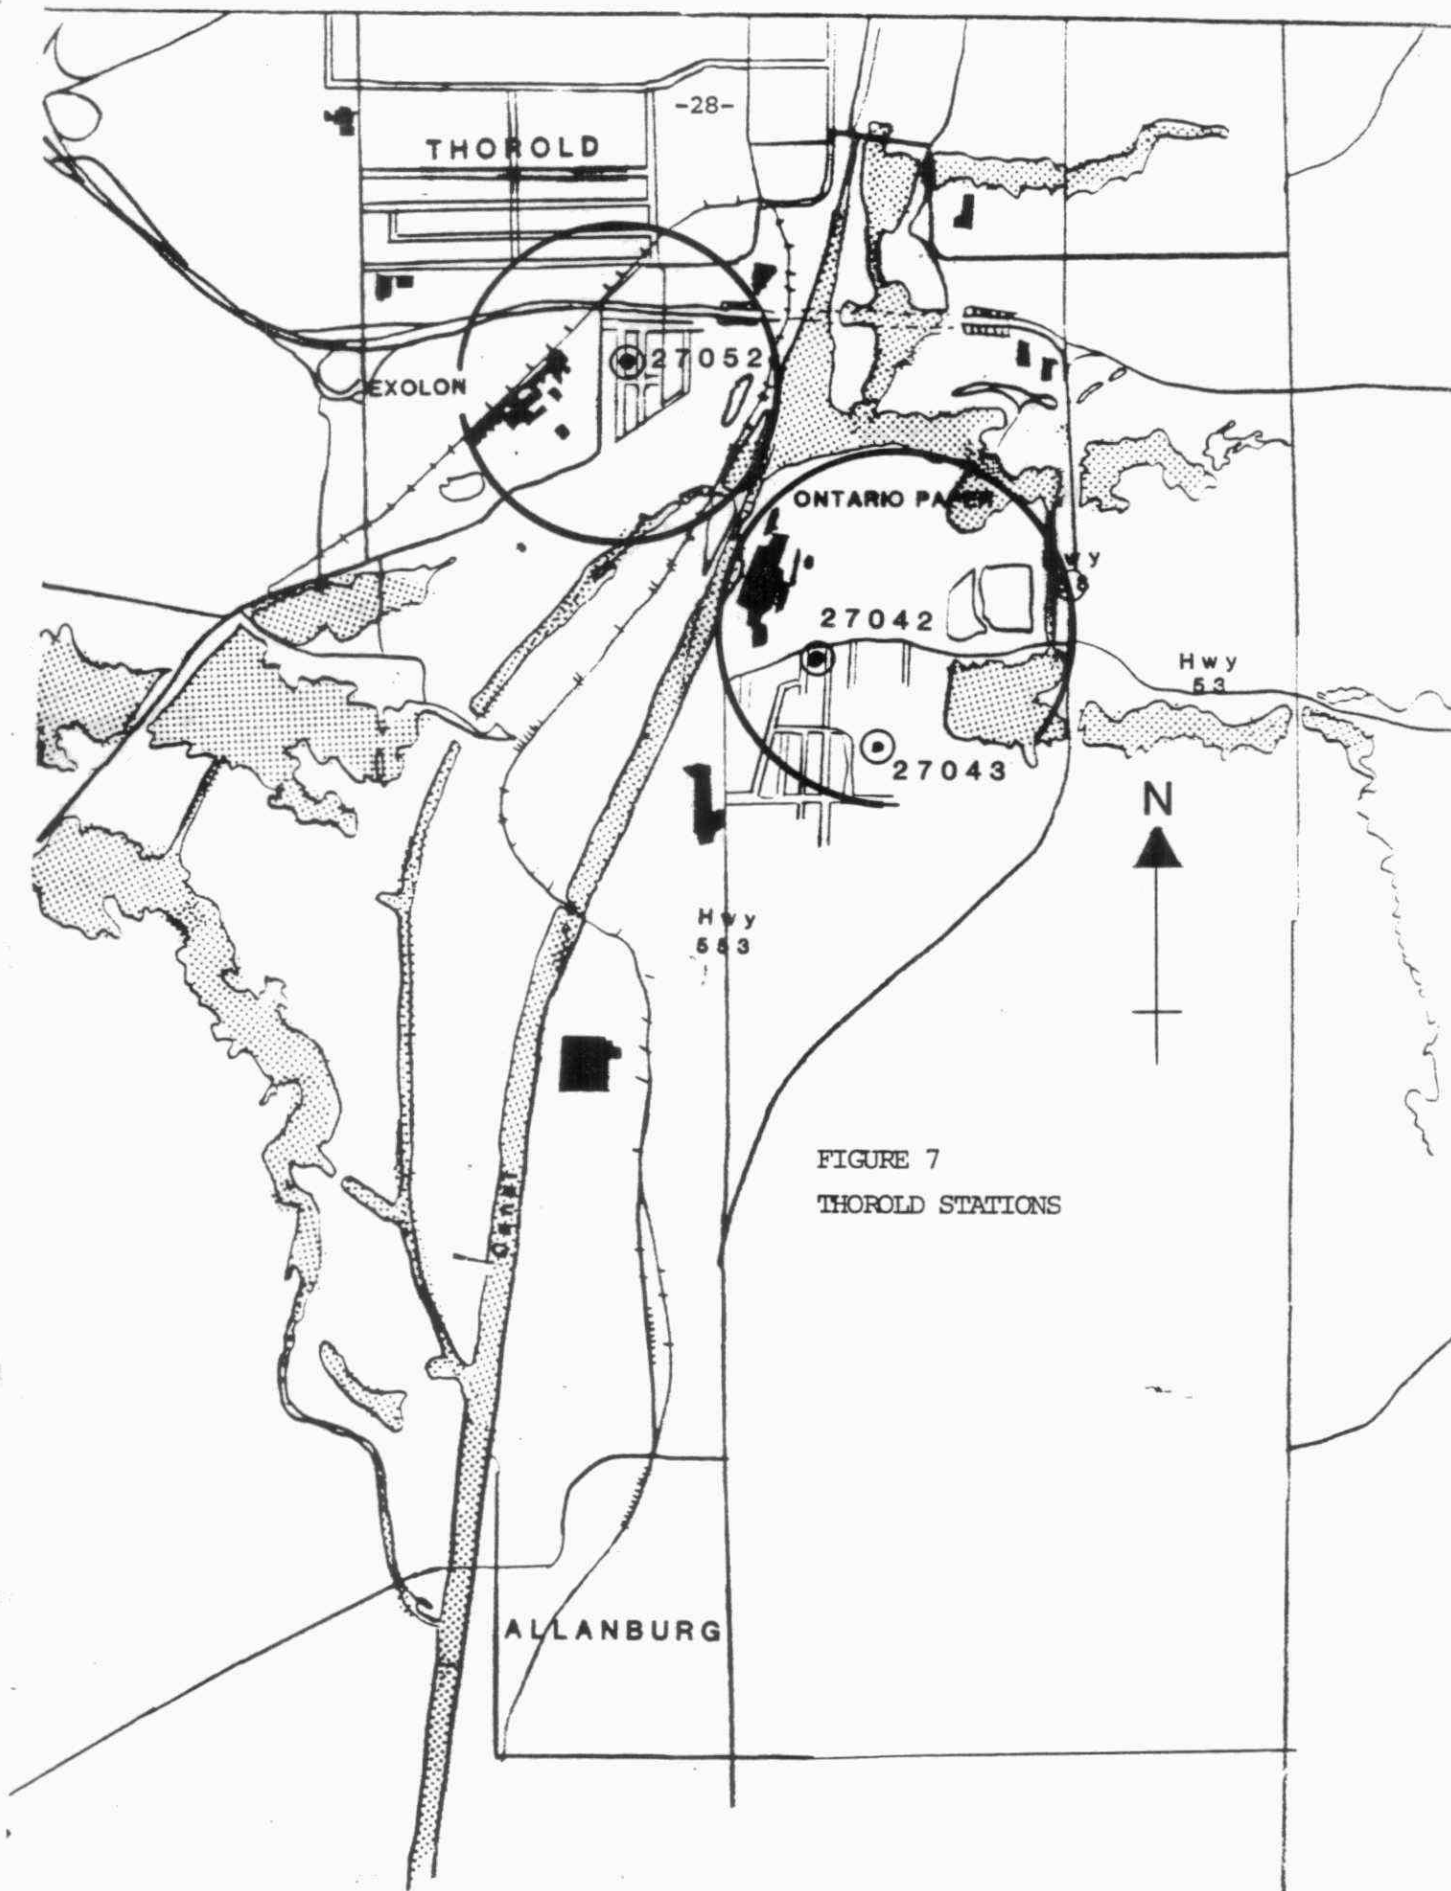 -28-
THOROLD
27052
EXOLON
ONTARIO PAPER
27042
Hwy
53
27043
N
Hwy
553
FIGURE 7
THOROLD STATIONS
Canal
ALLANBURG